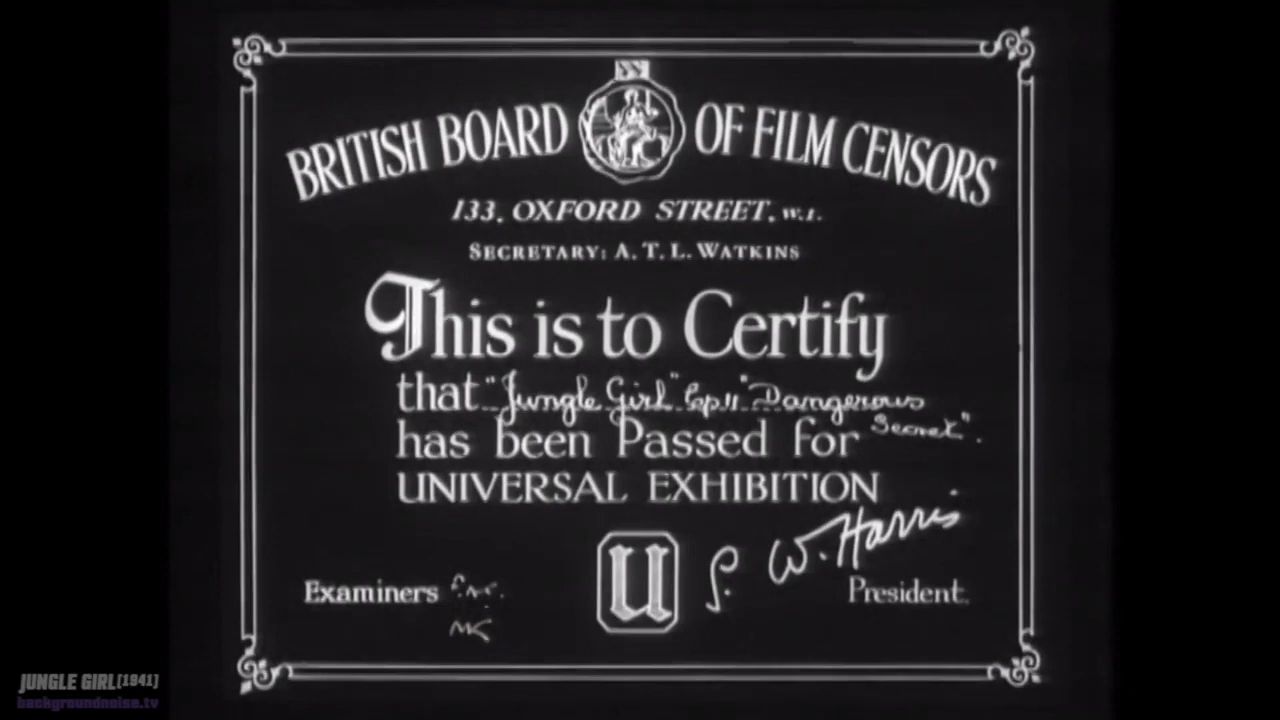 BRITISH BOARD OF FILM CENSORS
133, OXFORD STREET, W.1.
SECRETARY: A. T. L. WATKINS
This is to Certify
that "Jungle Girl" Ep 11 "Dangerous
Secret".
has been Passed for
UNIVERSAL EXHIBITION
U
S. W. Harris
Examiners
MK
President.
JUNGLE GIRL (1941)
backgroundnoise.tv